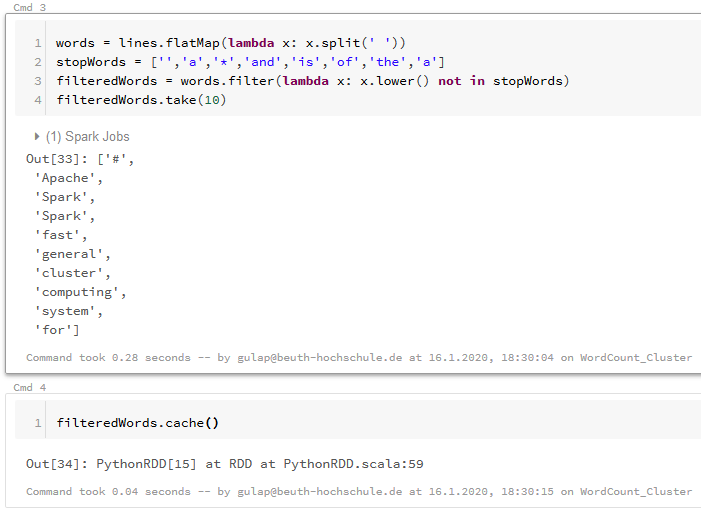 Cmd 3
1 words = lines.flatMap(lambda x: x.split(' '))
2 stopWords = ['','a','*','and','is','of','the','a']
3 filteredWords = words.filter(lambda x: x.lower() not in stopWords)
4 filteredWords.take(10)
(1) Spark Jobs
Out[33]: ['#',
'Apache',
'Spark',
'Spark',
'fast',
'general',
'cluster',
'computing',
'system',
'for']
Command took 0.28 seconds -- by gulap@beuth-hochschule.de at 16.1.2020, 18:30:04 on WordCount_Cluster
Cmd 4
1 filteredWords.cache()
Out[34]: PythonRDD[15] at RDD at PythonRDD.scala:59
Command took 0.04 seconds -- by gulap@beuth-hochschule.de at 16.1.2020, 18:30:15 on WordCount_Cluster